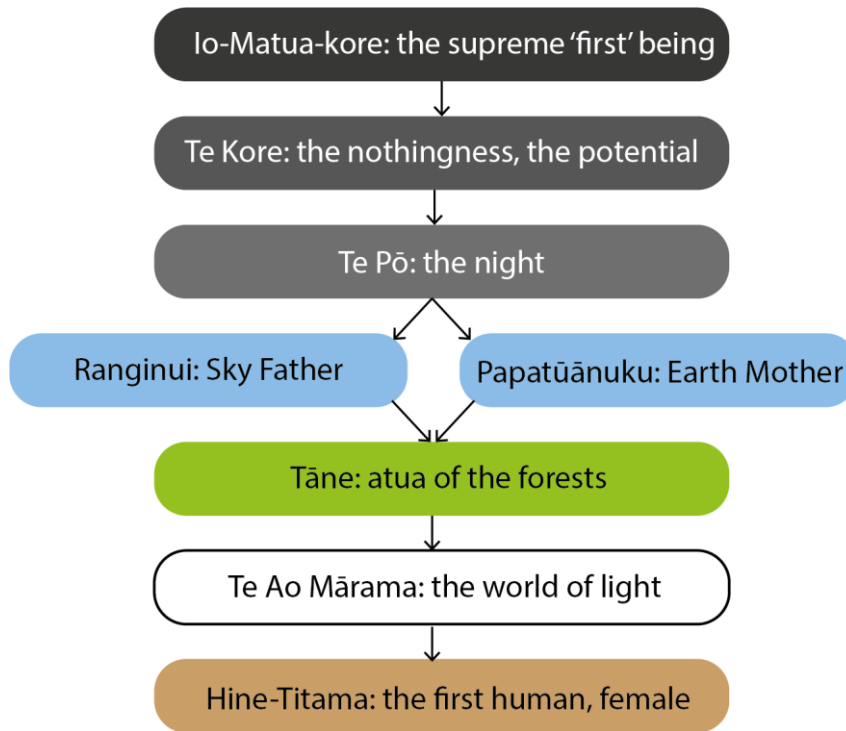 Io-Matua-kore: the supreme ‘first’ being
Te Kore: the nothingness, the potential
Te Pō: the night
Ranginui: Sky Father
Papatūānuku: Earth Mother
Tāne: atua of the forests
Te Ao Mārama: the world of light
Hine-Titama: the first human, female